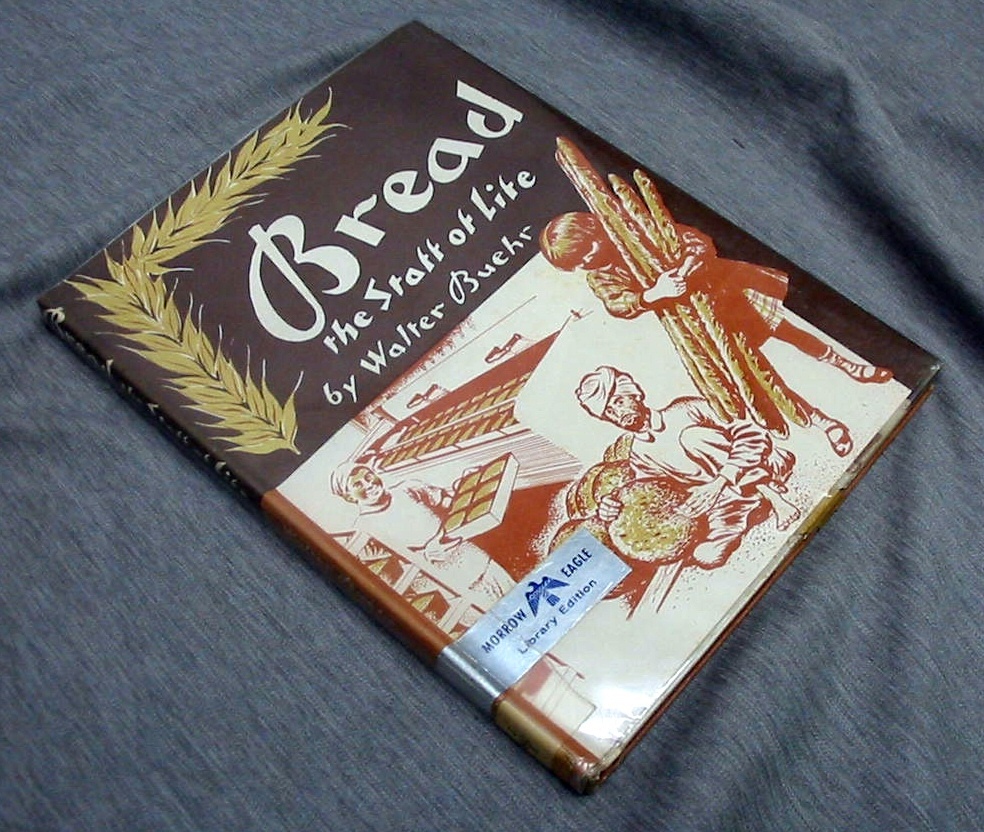 Bread
the Staff of Life
by Walter Buehr
MORROW EAGLE
Library Edition